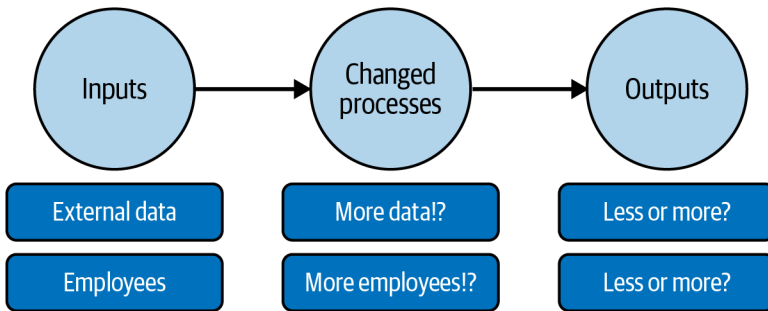 Inputs
Changed
processes
Outputs
External data
More data!?
Less or more?
Employees
More employees!?
Less or more?